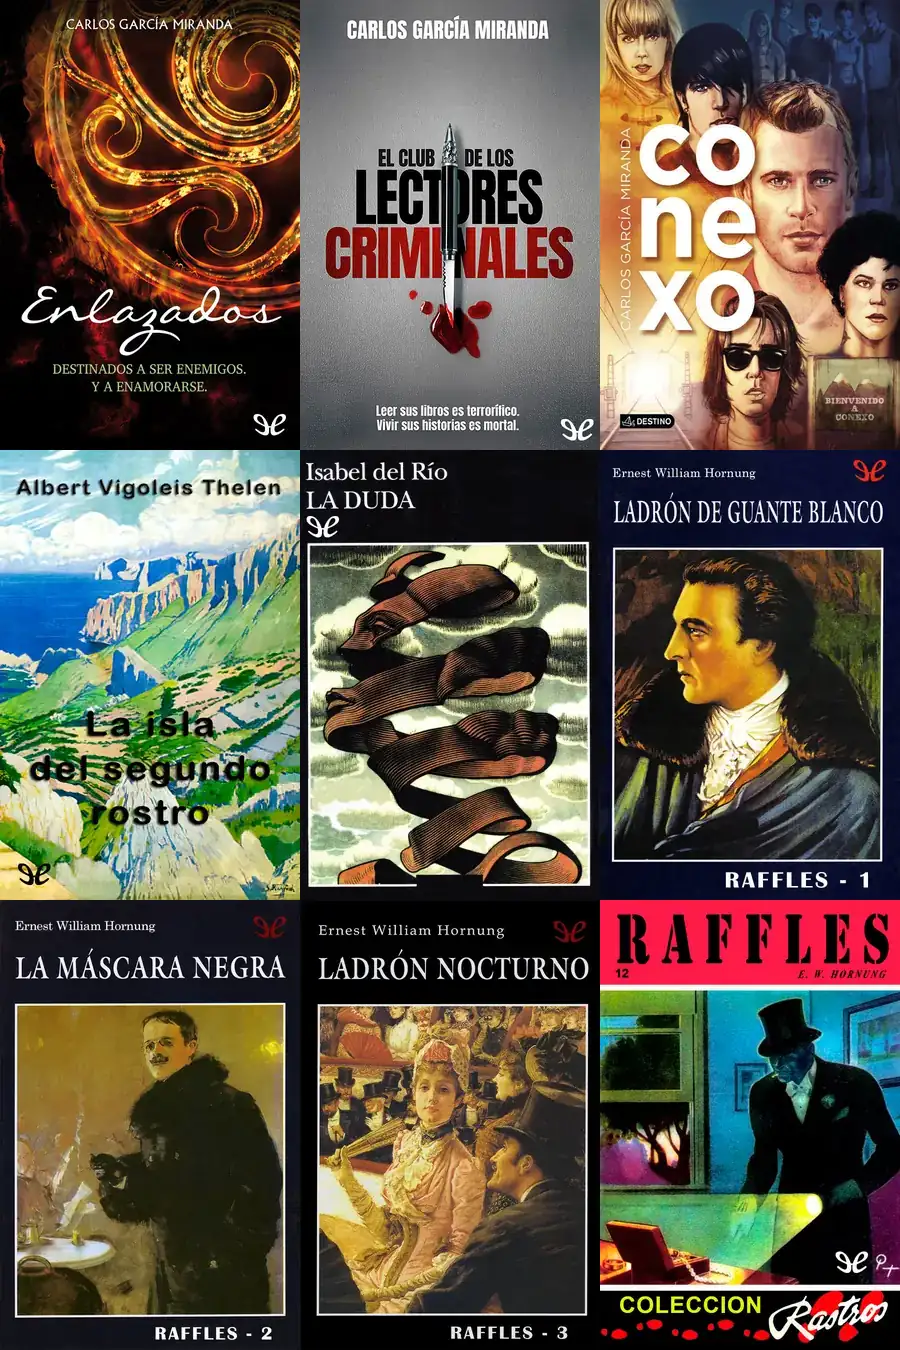 CARLOS GARCÍA MIRANDA
Enlazados
DESTINADOS A SER ENEMIGOS.
Y A ENAMORARSE.
CARLOS GARCÍA MIRANDA
EL CLUB DE LOS
LECTORES
CRIMINALES
Leer sus libros es terrorífico.
Vivir sus historias es mortal.
CARLOS GARCÍA MIRANDA
co
ne
xo
BIENVENIDO
A
CONEXO
DESTINO
Albert Vigoleis Thelen
La isla
del segundo
rostro
Isabel del Río
LA DUDA
Ernest William Hornung
LADRÓN DE GUANTE BLANCO
RAFFLES - 1
Ernest William Hornung
LA MÁSCARA NEGRA
RAFFLES - 2
Ernest William Hornung
LADRÓN NOCTURNO
RAFFLES - 3
RAFFLES
12
E. W. HORNUNG
COLECCION
Rastros